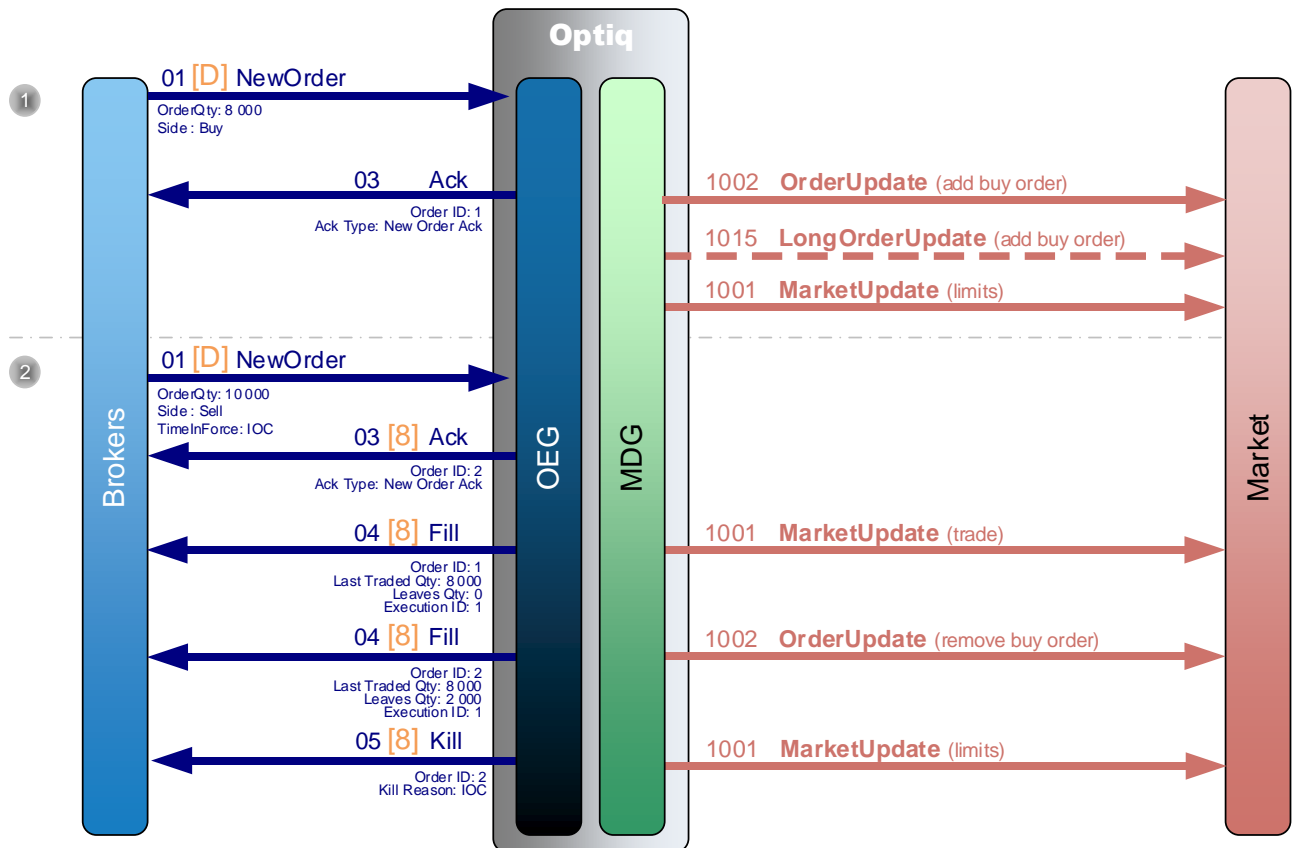 Optiq
1
01 [D] NewOrder
OrderQty: 8 000
Side : Buy
03 Ack
Order ID: 1
Ack Type: New Order Ack
1002 OrderUpdate (add buy order)
1015 LongOrderUpdate (add buy order)
1001 MarketUpdate (limits)
2
01 [D] NewOrder
OrderQty: 10 000
Side : Sell
TimeInForce: IOC
03 [8] Ack
Order ID: 2
Ack Type: New Order Ack
Brokers
OEG
MDG
Market
04 [8] Fill
Order ID: 1
Last Traded Qty: 8 000
Leaves Qty: 0
Execution ID: 1
1001 MarketUpdate (trade)
04 [8] Fill
Order ID: 2
Last Traded Qty: 8 000
Leaves Qty: 2 000
Execution ID: 1
1002 OrderUpdate (remove buy order)
05 [8] Kill
Order ID: 2
Kill Reason: IOC
1001 MarketUpdate (limits)